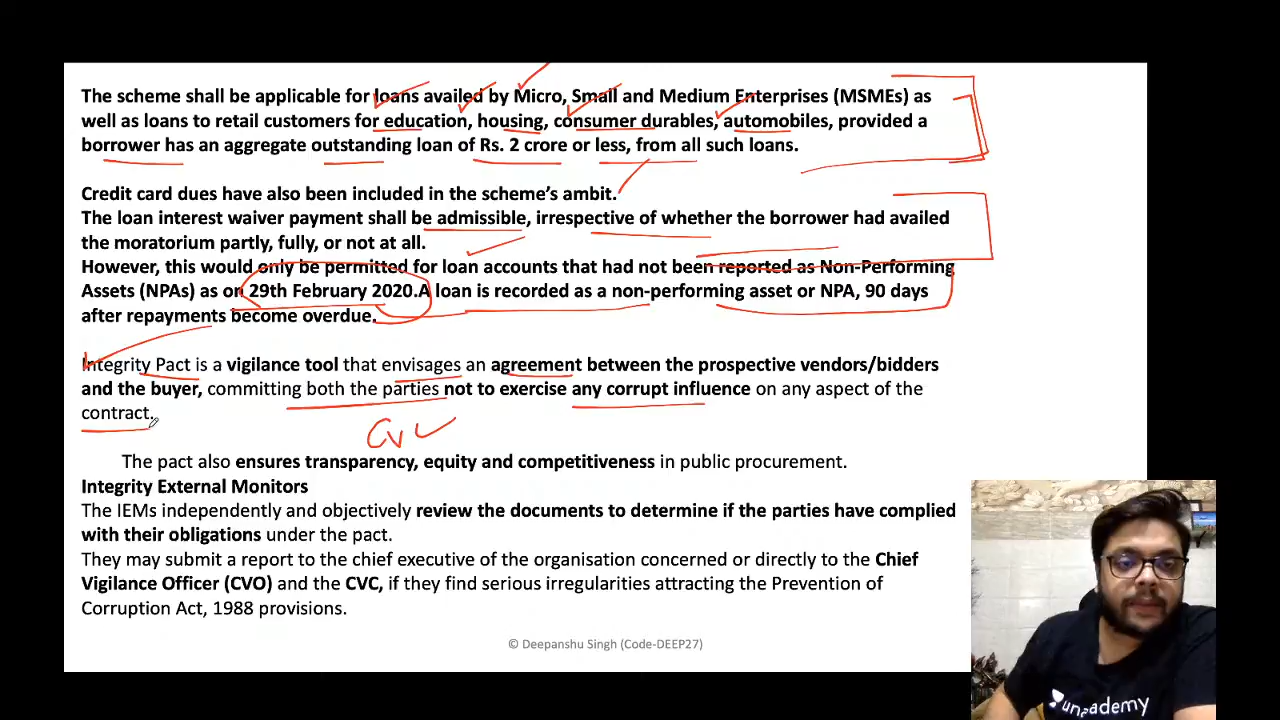 The scheme shall be applicable for loans availed by Micro, Small and Medium Enterprises (MSMEs) as
well as loans to retail customers for education, housing, consumer durables, automobiles, provided a
borrower has an aggregate outstanding loan of Rs. 2 crore or less, from all such loans.
Credit card dues have also been included in the scheme's ambit.
The loan interest waiver payment shall be admissible, irrespective of whether the borrower had availed
the moratorium partly, fully, or not at all.
However, this would only be permitted for loan accounts that had not been reported as Non-Performing
Assets (NPAs) as on 29th February 2020.A loan is recorded as a non-performing asset or NPA, 90 days
after repayments become overdue.
Integrity Pact is a vigilance tool that envisages an agreement between the prospective vendors/bidders
and the buyer, committing both the parties not to exercise any corrupt influence on any aspect of the
contract.
CVC
The pact also ensures transparency, equity and competitiveness in public procurement.
Integrity External Monitors
The IEMs independently and objectively review the documents to determine if the parties have complied
with their obligations under the pact.
They may submit a report to the chief executive of the organisation concerned or directly to the Chief
Vigilance Officer (CVO) and the CVC, if they find serious irregularities attracting the Prevention of
Corruption Act, 1988 provisions.
© Deepanshu Singh (Code-DEEP27)
unacademy